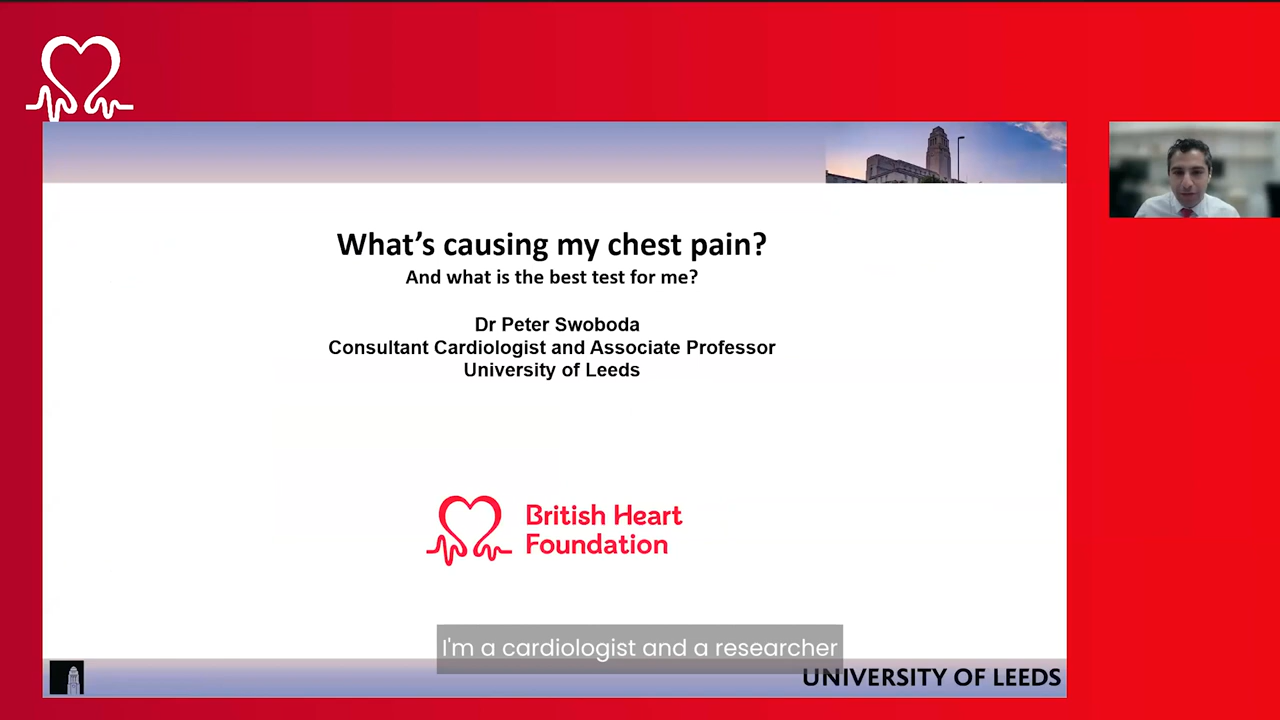 What's causing my chest pain?
And what is the best test for me?
Dr Peter Swoboda
Consultant Cardiologist and Associate Professor
University of Leeds
British Heart
Foundation
I'm a cardiologist and a researcher
UNIVERSITY OF LEEDS